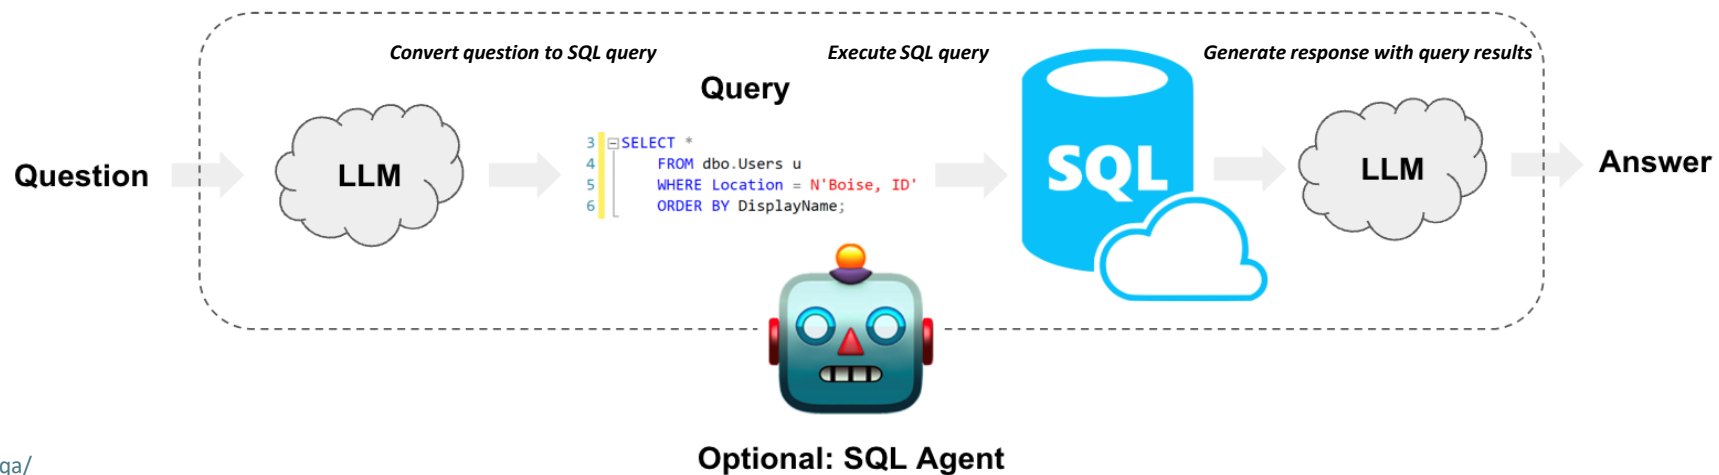 Convert question to SQL query
Execute SQL query
Generate response with query results
Query
Question
LLM
3 SELECT *
4 FROM dbo.Users u
5 WHERE Location = N'Boise, ID'
6 ORDER BY DisplayName;
SQL
LLM
Answer
Optional: SQL Agent
qa/